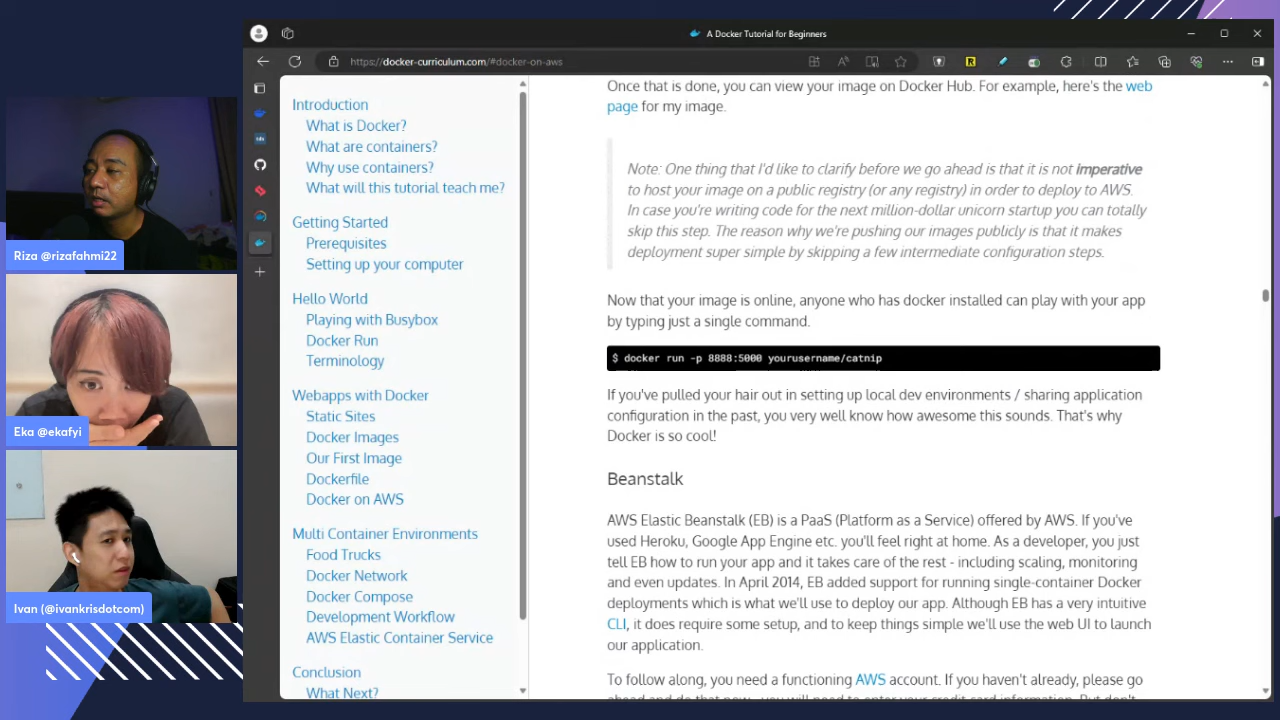 A Docker Tutorial for Beginners
https://docker-curriculum.com/#docker-on-aws
Riza @rizafahmi22
Eka @ekafyi
Ivan (@ivankrisdotcom)
Introduction
What is Docker?
What are containers?
Why use containers?
What will this tutorial teach me?
Getting Started
Prerequisites
Setting up your computer
Hello World
Playing with Busybox
Docker Run
Terminology
Webapps with Docker
Static Sites
Docker Images
Our First Image
Dockerfile
Docker on AWS
Multi Container Environments
Food Trucks
Docker Network
Docker Compose
Development Workflow
AWS Elastic Container Service
Conclusion
What Next?
Once that is done, you can view your image on Docker Hub. For example, here's the web
page for my image.
Note: One thing that I'd like to clarify before we go ahead is that it is not imperative
to host your image on a public registry (or any registry) in order to deploy to AWS.
In case you're writing code for the next million-dollar unicorn startup you can totally
skip this step. The reason why we're pushing our images publicly is that it makes
deployment super simple by skipping a few intermediate configuration steps.
Now that your image is online, anyone who has docker installed can play with your app
by typing just a single command.
$ docker run -p 8888:5000 yourusername/catnip
If you've pulled your hair out in setting up local dev environments / sharing application
configuration in the past, you very well know how awesome this sounds. That's why
Docker is so cool!
Beanstalk
AWS Elastic Beanstalk (EB) is a PaaS (Platform as a Service) offered by AWS. If you've
used Heroku, Google App Engine etc. you'll feel right at home. As a developer, you just
tell EB how to run your app and it takes care of the rest - including scaling, monitoring
and even updates. In April 2014, EB added support for running single-container Docker
deployments which is what we'll use to deploy our app. Although EB has a very intuitive
CLI, it does require some setup, and to keep things simple we'll use the web UI to launch
our application.
To follow along, you need a functioning AWS account. If you haven't already, please go
ahead and do that now - you will need to enter your credit card information. But don't